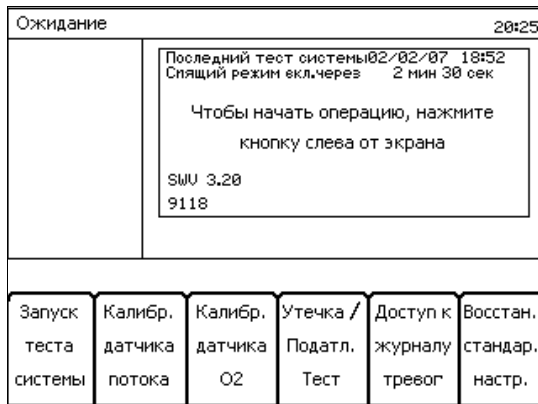 Ожидание 20:25
Последний тест системы02/02/07 18:52
Спящий режим вкл.через 2 мин 30 сек
Чтобы начать операцию, нажмите
кнопку слева от экрана
SWV 3.20
9118
Запуск теста системы
Калибр. датчика потока
Калибр. датчика O2
Утечка / Податл. Тест
Доступ к журналу тревог
Восстан. стандар. настр.